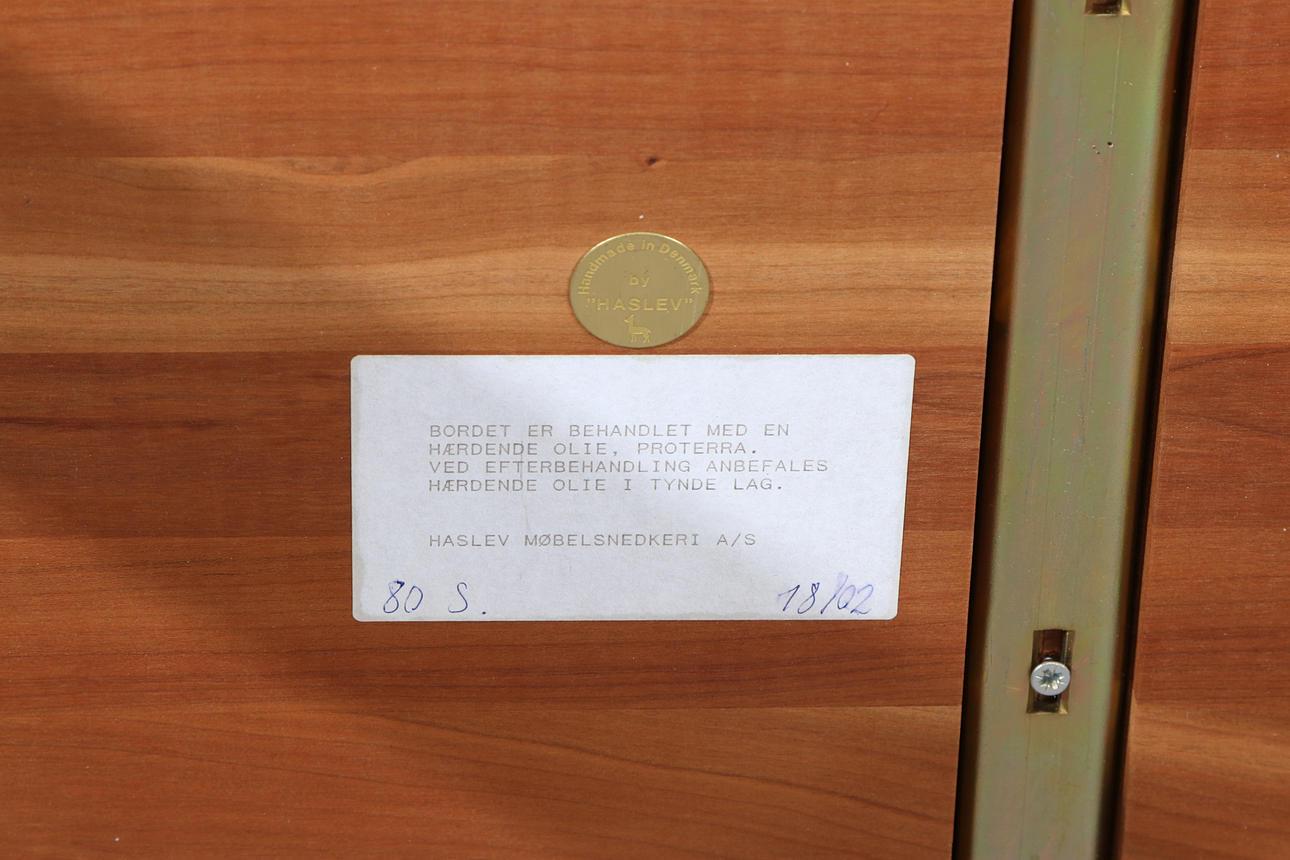 Handmade in Denmark
by
"HASLEV"
BORDET ER BEHANDLET MED EN
HÆRDENDE OLIE, PROTERRA.
VED EFTERBEHANDLING ANBEFALES
HÆRDENDE OLIE I TYNDE LAG.
HASLEV MØBELSNEDKERI A/S
80 S. 18/02